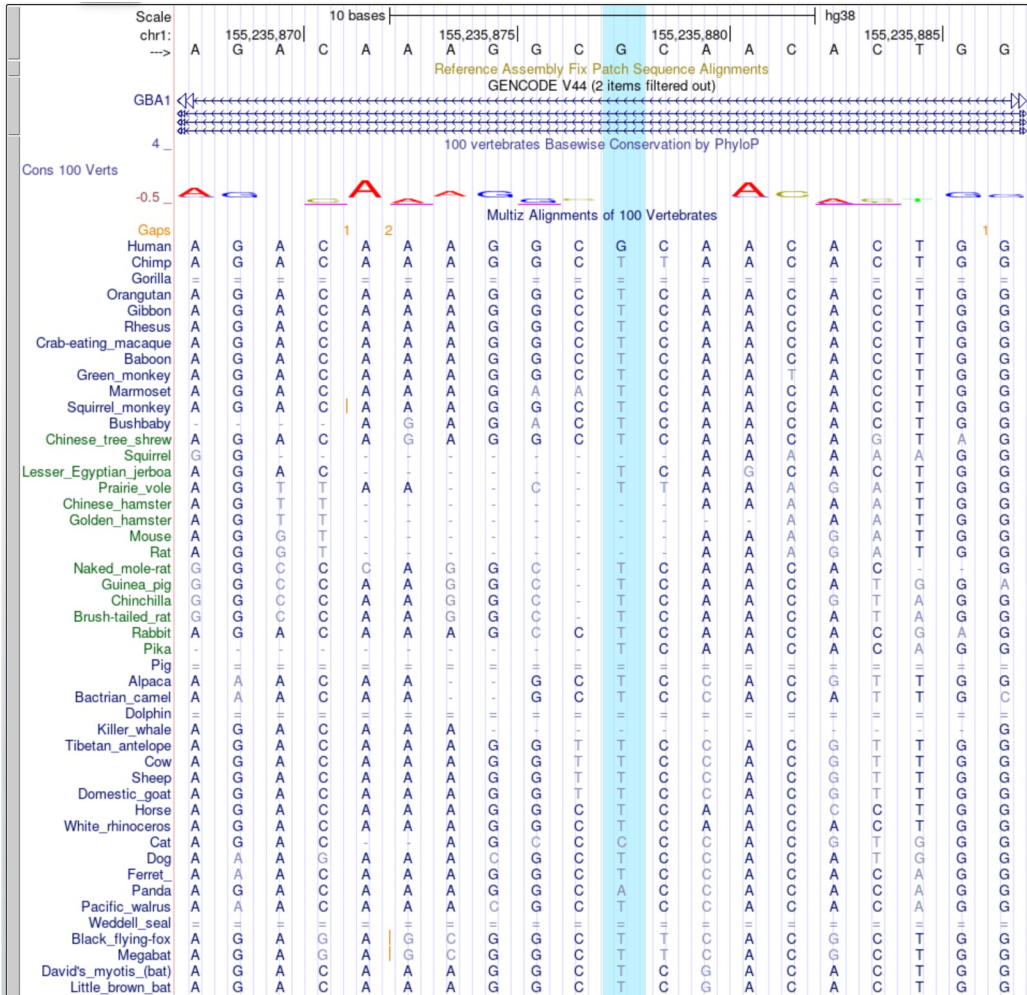 Scale 10 bases hg38
chr1: 155,235,870 155,235,875 155,235,880 155,235,885
---> A G A C A A A G G C G C A A C A C T G G
Reference Assembly Fix Patch Sequence Alignments
GENCODE V44 (2 items filtered out)
GBA1
100 vertebrates Basewise Conservation by PhyloP
4 _
Cons 100 Verts
-0.5 _
Multiz Alignments of 100 Vertebrates
Gaps 1 2 1
Human A G A C A A A G G C G C A A C A C T G G
Chimp A G A C A A A G G C T T A A C A C T G G
Gorilla = = = = = = = = = = = = = = = = = = = =
Orangutan A G A C A A A G G C T C A A C A C T G G
Gibbon A G A C A A A G G C T C A A C A C T G G
Rhesus A G A C A A A G G C T C A A C A C T G G
Crab-eating_macaque A G A C A A A G G C T C A A C A C T G G
Baboon A G A C A A A G G C T C A A C A C T G G
Green_monkey A G A C A A A G G C T C A A T A C T G G
Marmoset A G A C A A A G A A T C A A C A C T G G
Squirrel_monkey A G A C | A A A G G C T C A A C A C T G G
Bushbaby - - - - A G A G A C T C A A C A C T G G
Chinese_tree_shrew A G A C A G A G G C T C A A C A G T A G
Squirrel G G - - - - - - - - - - A A A A A A G G
Lesser_Egyptian_jerboa A G A C - - - - - - T C A G C A C T G G
Prairie_vole A G T T A A - - C - T T A A A G A T G G
Chinese_hamster A G T T - - - - - - - - A A A A A T G G
Golden_hamster A G T T - - - - - - - - - - A A A T G G
Mouse A G G T - - - - - - - - A A A G A T G G
Rat A G G T - - - - - - - - A A A G A T G G
Naked_mole-rat G G C C C A G G C - T C A A C A C - - G
Guinea_pig G G C C A A G G C - T C A A C A T G G A
Chinchilla G G C C A A G G C - T C A A C G T A G G
Brush-tailed_rat G G C C A A G G C - T C A A C A T A G G
Rabbit A G A C A A A G C C T C A A C A C G A G
Pika - - - - - - - - - - T C A A C A C A G G
Pig = = = = = = = = = = = = = = = = = = = =
Alpaca A A A C A A - - G C T C C A C G T T G G
Bactrian_camel A A A C A A - - G C T C C A C A T T G C
Dolphin = = = = = = = = = = = = = = = = = = = =
Killer_whale A G A C A A A - - - - - - - - - - - - G
Tibetan_antelope A G A C A A A G G T T C C A C G T T G G
Cow A G A C A A A G G T T C C A C G T T G G
Sheep A G A C A A A G G T T C C A C G T T G G
Domestic_goat A G A C A A A G G T T C C A C G T T G G
Horse A G A C A A A G G C T C A A C C C T G G
White_rhinoceros A G A C A A A G G C T C A A C A C T G G
Cat A G A C - - A G C C C C C A C G T G G G
Dog A A A G A A A C G C T C C A C A T G G G
Ferret_ A A A C A A A G G C T C C A C A C A G G
Panda A G A C A A A G G C A C C A C A C A G G
Pacific_walrus A A A C A A A C G C T C C A C A C A G G
Weddell_seal = = = = = = = = = = = = = = = = = = = =
Black_flying-fox A G A G A | G C G G C T T C A C G C T G G
Megabat A G A G A | G C G G C T T C A C G C T G G
David's_myotis_(bat) A G A C A A A G G C T C G A C A C T G G
Little_brown_bat A G A C A A A G G C T C G A C A C T G G